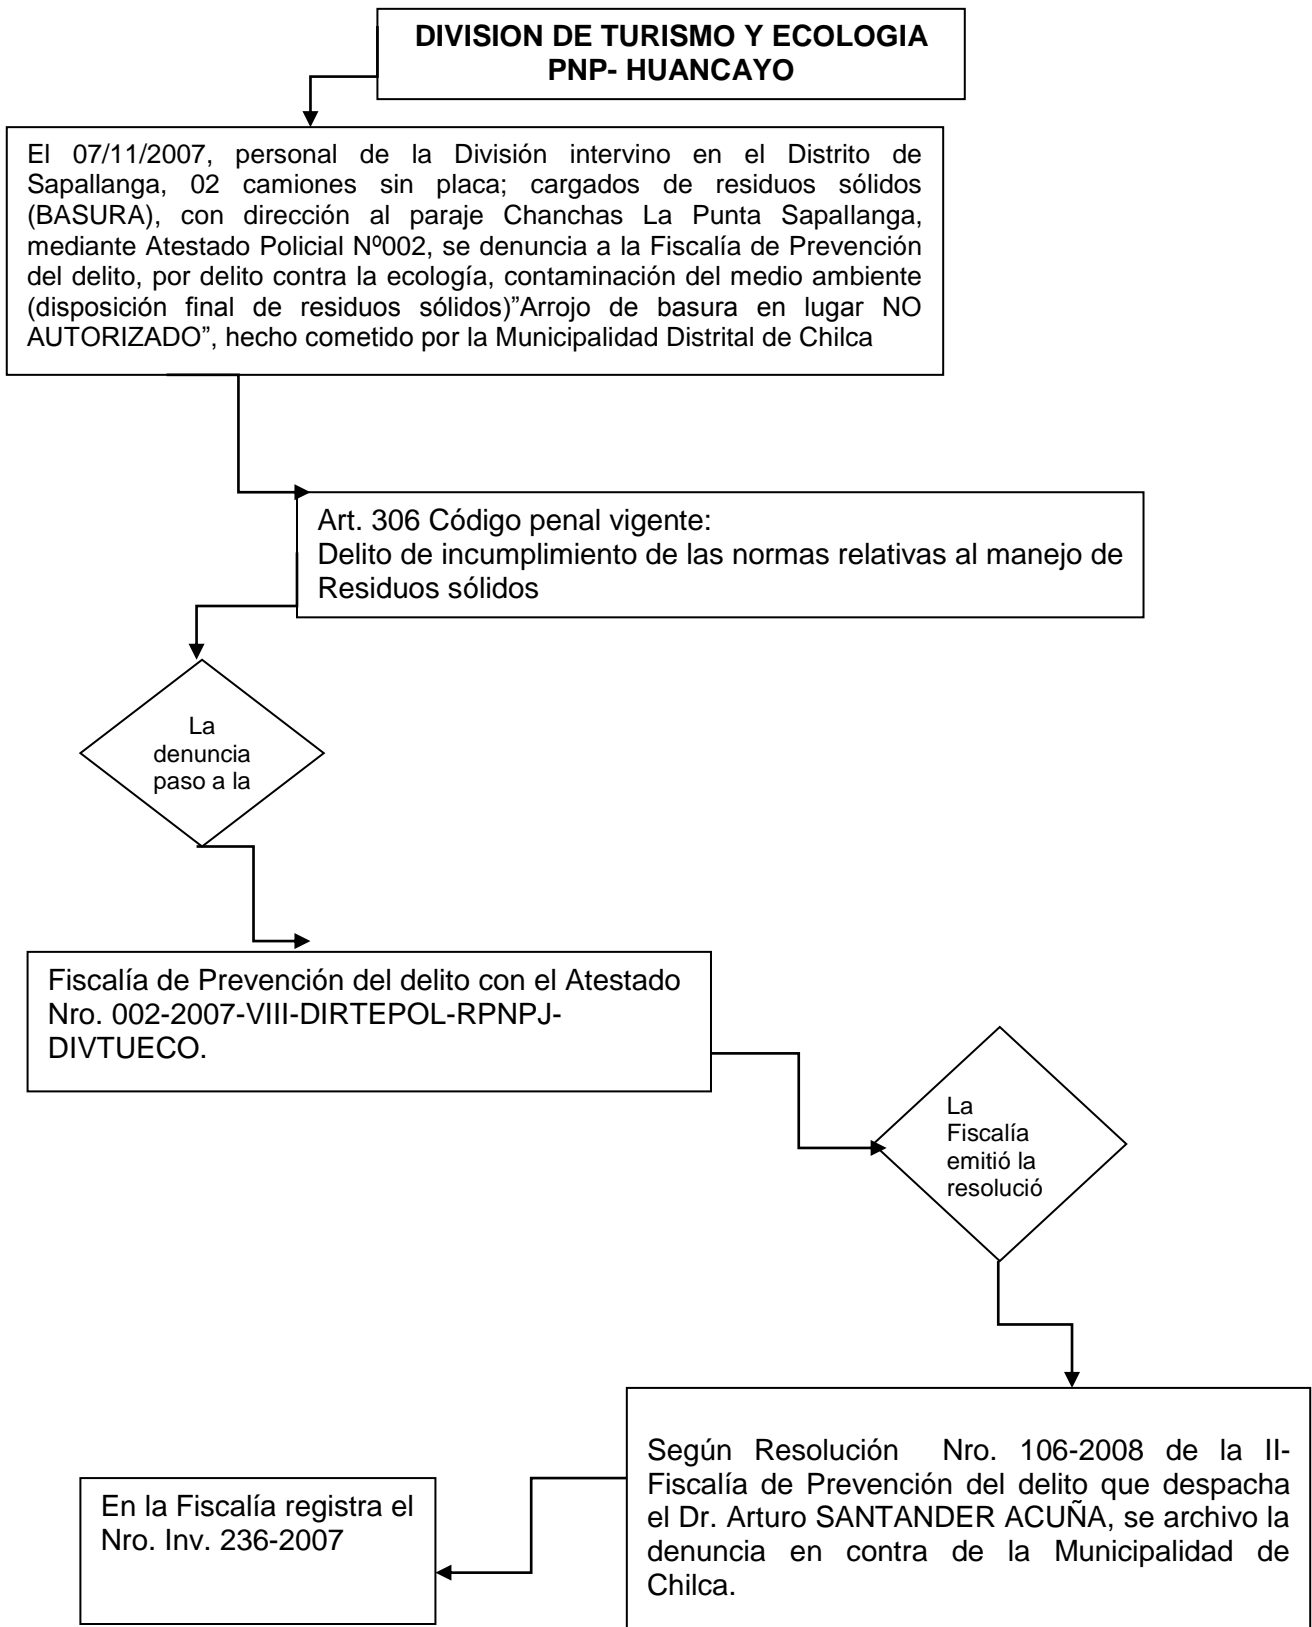 DIVISION DE TURISMO Y ECOLOGIA
PNP- HUANCAYO
El 07/11/2007, personal de la División intervino en el Distrito de
Sapallanga, 02 camiones sin placa; cargados de residuos sólidos
(BASURA), con dirección al paraje Chanchas La Punta Sapallanga,
mediante Atestado Policial Nº002, se denuncia a la Fiscalía de Prevención
del delito, por delito contra la ecología, contaminación del medio ambiente
(disposición final de residuos sólidos)”Arrojo de basura en lugar NO
AUTORIZADO”, hecho cometido por la Municipalidad Distrital de Chilca
Art. 306 Código penal vigente:
Delito de incumplimiento de las normas relativas al manejo de
Residuos sólidos
La
denuncia
paso a la
Fiscalía de Prevención del delito con el Atestado
Nro. 002-2007-VIII-DIRTEPOL-RPNPJ-
DIVTUECO.
La
Fiscalía
emitió la
resolució
Según Resolución Nro. 106-2008 de la II-
Fiscalía de Prevención del delito que despacha
el Dr. Arturo SANTANDER ACUÑA, se archivo la
denuncia en contra de la Municipalidad de
Chilca.
En la Fiscalía registra el
Nro. Inv. 236-2007